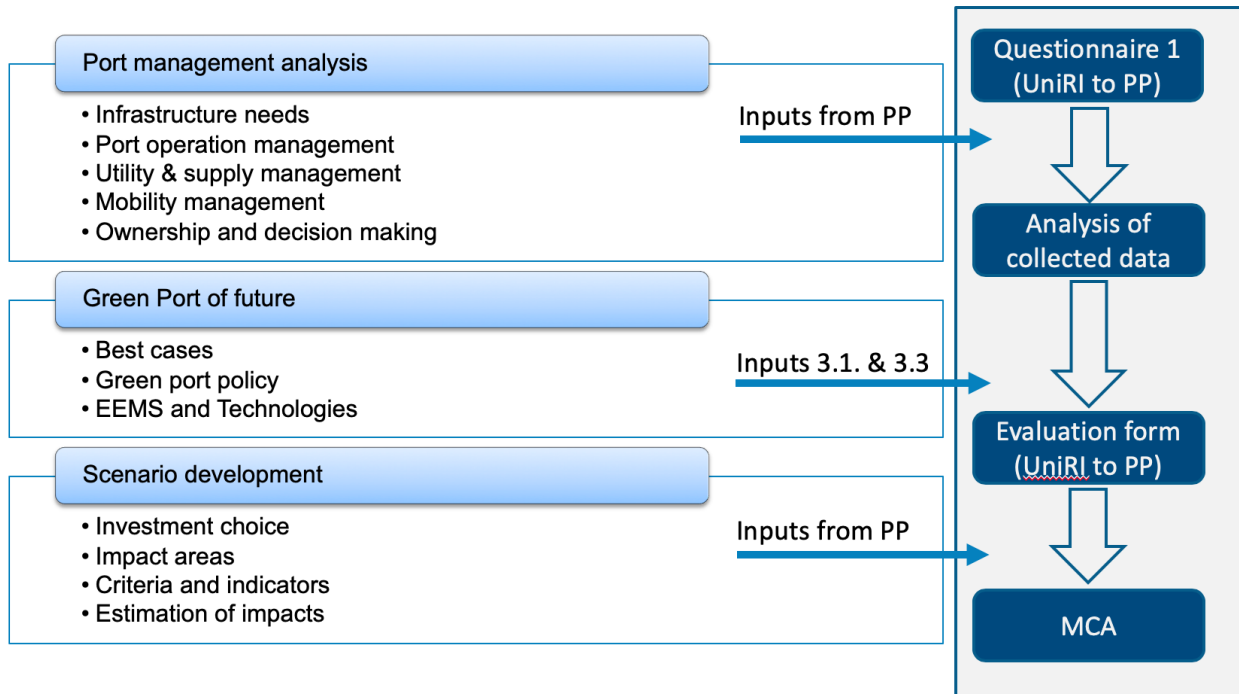 Port management analysis
• Infrastructure needs
• Port operation management
• Utility & supply management
• Mobility management
• Ownership and decision making
Inputs from PP
Green Port of future
• Best cases
• Green port policy
• EEMS and Technologies
Inputs 3.1. & 3.3
Scenario development
• Investment choice
• Impact areas
• Criteria and indicators
• Estimation of impacts
Inputs from PP
Questionnaire 1
(UniRI to PP)
Analysis of
collected data
Evaluation form
(UniRI to PP)
MCA